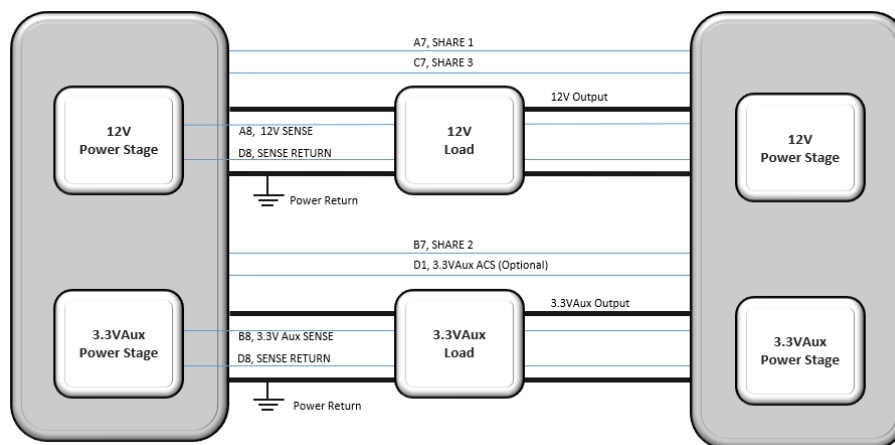 A7, SHARE 1
C7, SHARE 3
12V Output
12V
Power Stage
A8, 12V SENSE
D8, SENSE RETURN
12V
Load
12V
Power Stage
Power Return
B7, SHARE 2
D1, 3.3VAux ACS (Optional)
3.3VAux Output
3.3VAux
Power Stage
B8, 3.3V Aux SENSE
D8, SENSE RETURN
3.3VAux
Load
3.3VAux
Power Stage
Power Return